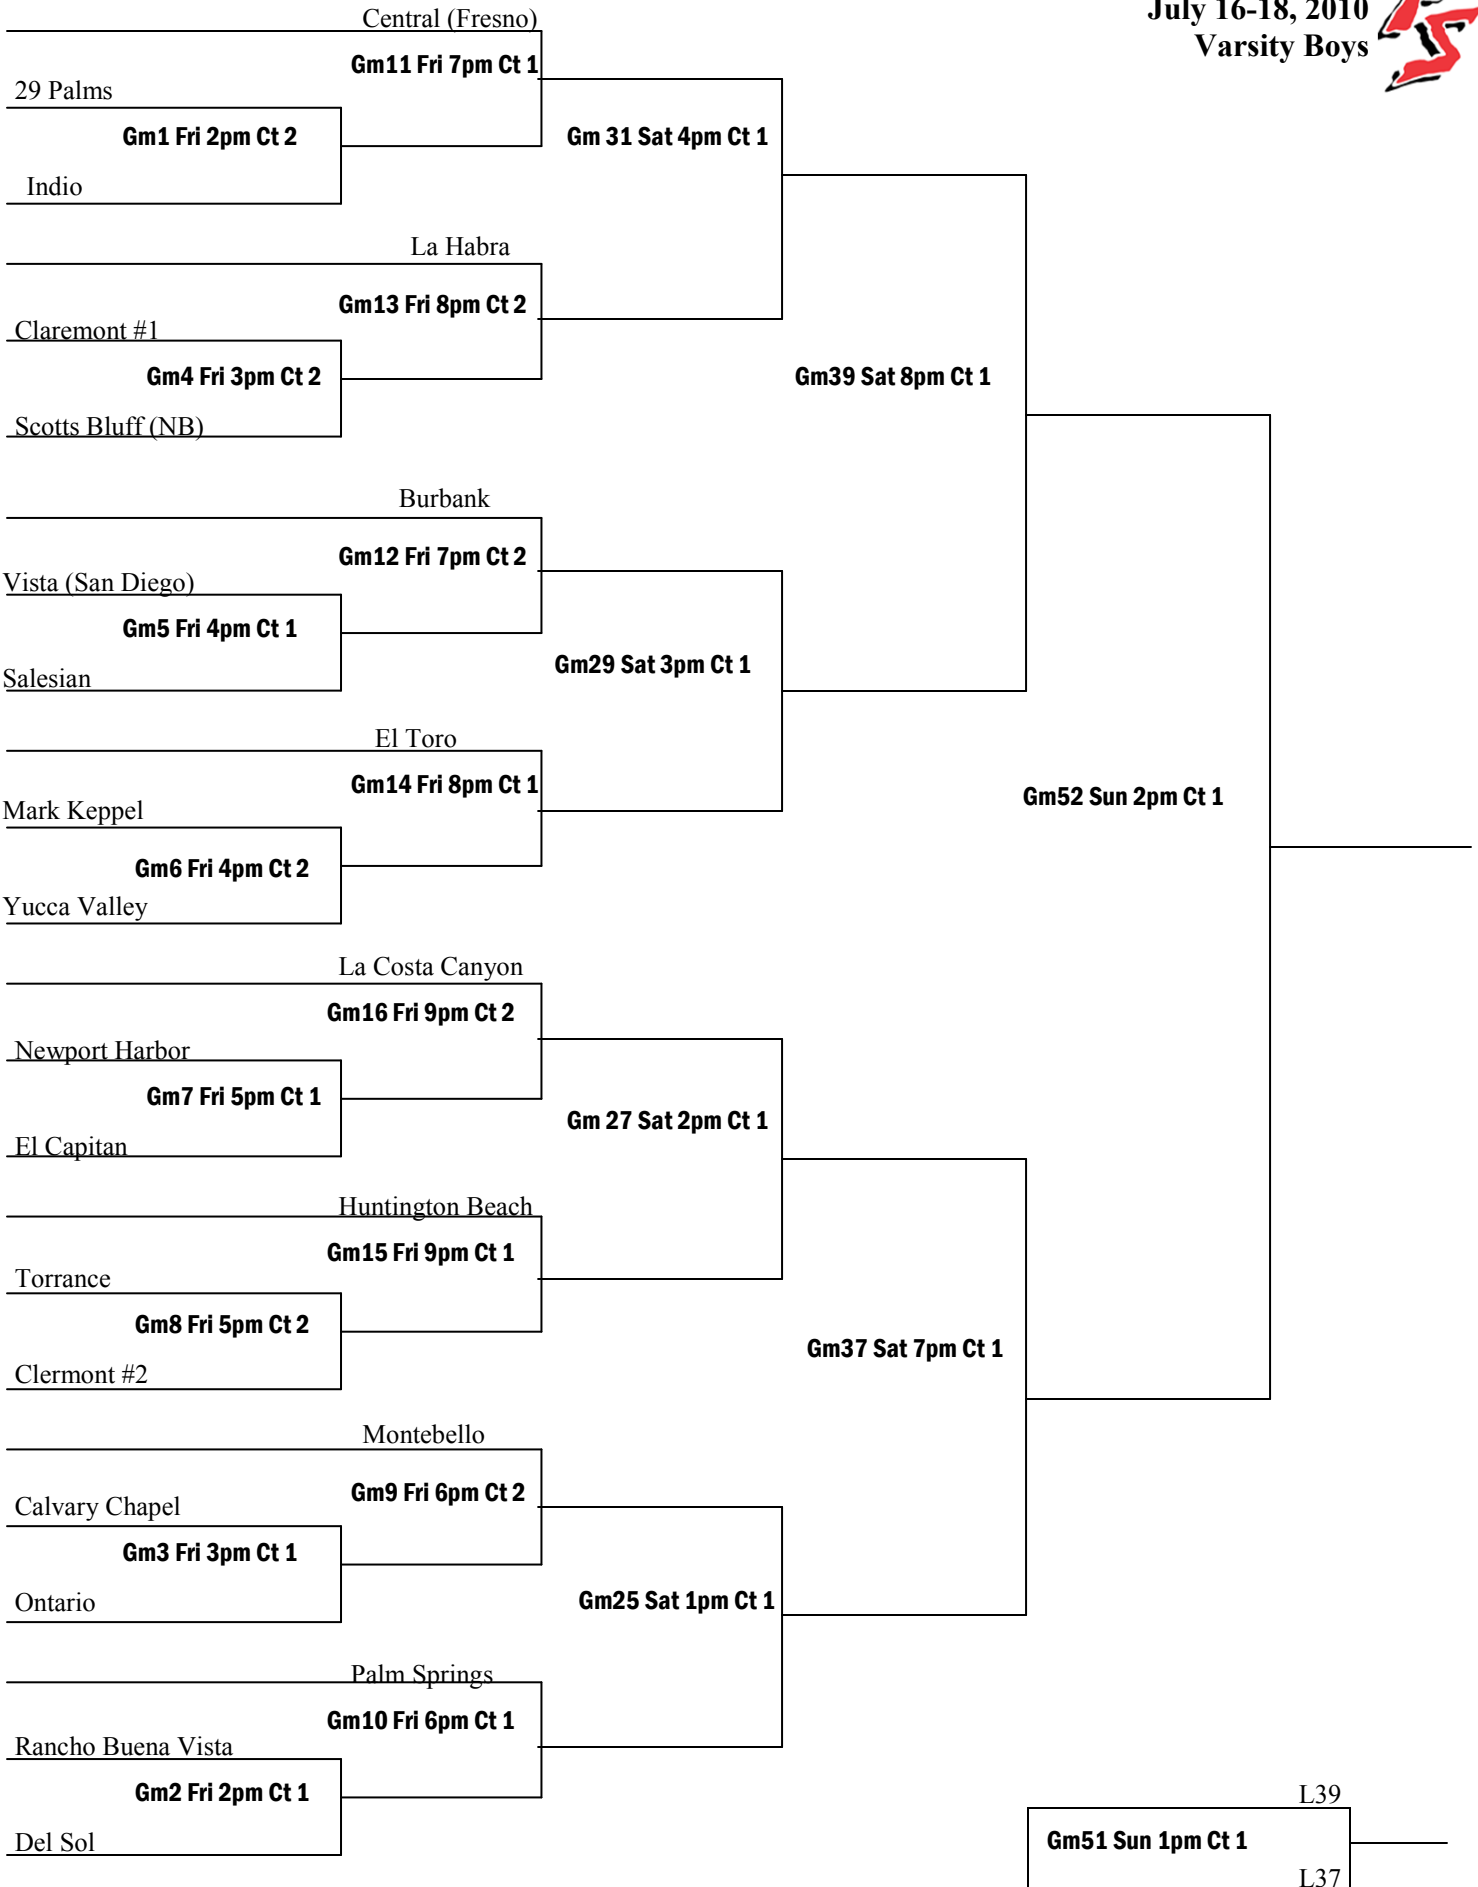 July 16-18, 2010
Varsity Boys
Central (Fresno)
Gm11 Fri 7pm Ct 1
29 Palms
Gm1 Fri 2pm Ct 2
Gm 31 Sat 4pm Ct 1
Indio
La Habra
Gm13 Fri 8pm Ct 2
Claremont #1
Gm4 Fri 3pm Ct 2
Gm39 Sat 8pm Ct 1
Scotts Bluff (NB)
Burbank
Gm12 Fri 7pm Ct 2
Vista (San Diego)
Gm5 Fri 4pm Ct 1
Gm29 Sat 3pm Ct 1
Salesian
El Toro
Gm14 Fri 8pm Ct 1
Gm52 Sun 2pm Ct 1
Mark Keppel
Gm6 Fri 4pm Ct 2
Yucca Valley
La Costa Canyon
Gm16 Fri 9pm Ct 2
Newport Harbor
Gm7 Fri 5pm Ct 1
Gm 27 Sat 2pm Ct 1
El Capitan
Huntington Beach
Gm15 Fri 9pm Ct 1
Torrance
Gm8 Fri 5pm Ct 2
Gm37 Sat 7pm Ct 1
Clermont #2
Montebello
Gm9 Fri 6pm Ct 2
Calvary Chapel
Gm3 Fri 3pm Ct 1
Ontario
Gm25 Sat 1pm Ct 1
Palm Springs
Gm10 Fri 6pm Ct 1
Rancho Buena Vista
Gm2 Fri 2pm Ct 1
Del Sol
L39
Gm51 Sun 1pm Ct 1
L37